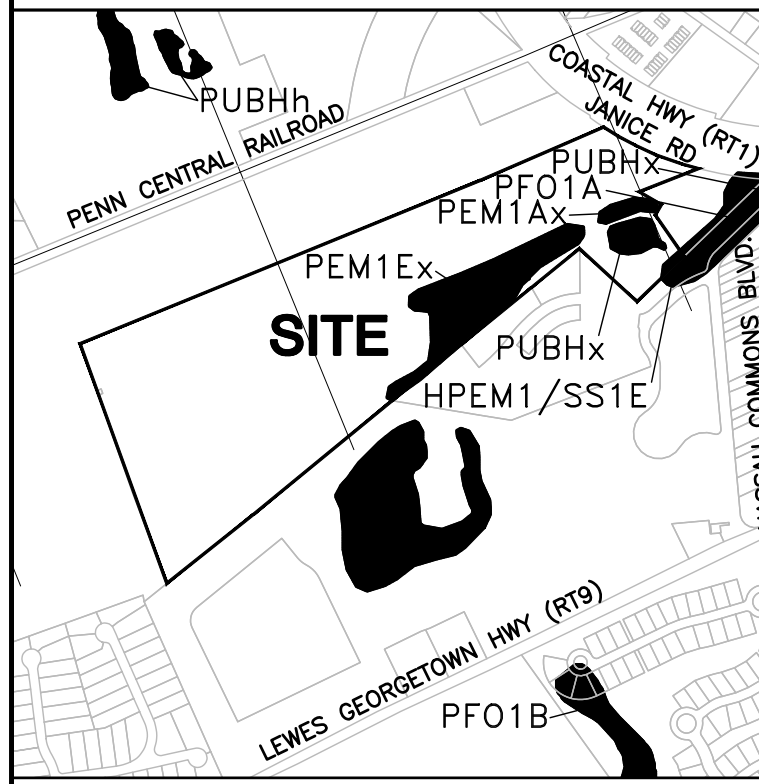 PUBHh
PENN CENTRAL RAILROAD
COASTAL HWY (RT1)
JANICE RD
PUBHx
PFO1A
PEM1Ax
PEM1Ex
SITE
PUBHx
HPEM1/SS1E
COMMONS BLVD.
LEWES GEORGETOWN HWY (RT9)
PFO1B